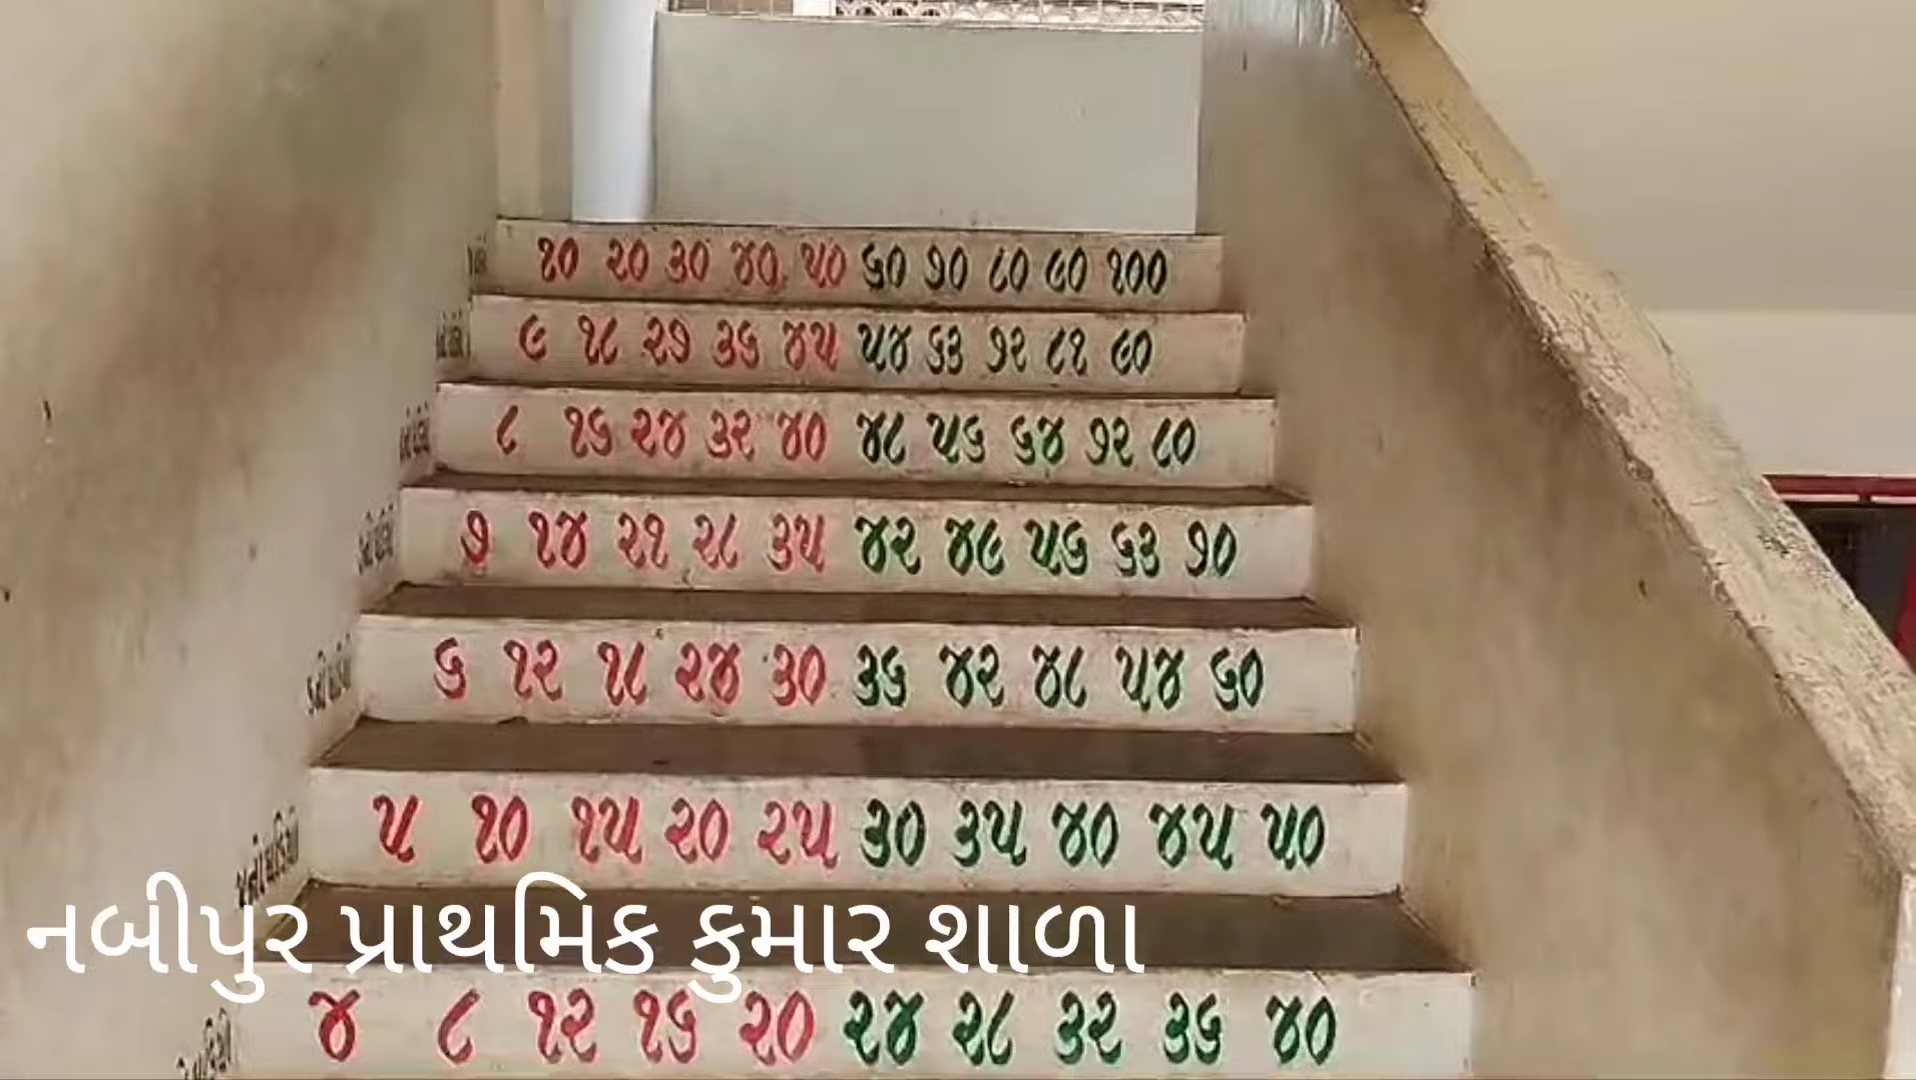 ૧૦ ૨૦ ૩૦ ૪૦ ૫૦ ૬૦ ૭૦ ૮૦ ૯૦ ૧૦૦
૯ ૧૮ ૨૭ ૩૬ ૪૫ ૫૪ ૬૩ ૭૨ ૮૧ ૯૦
૮ ૧૬ ૨૪ ૩૨ ૪૦ ૪૮ ૫૬ ૬૪ ૭૨ ૮૦
૭ ૧૪ ૨૧ ૨૮ ૩૫ ૪૨ ૪૯ ૫૬ ૬૩ ૭૦
૬ ૧૨ ૧૮ ૨૪ ૩૦ ૩૬ ૪૨ ૪૮ ૫૪ ૬૦
૫ ૧૦ ૧૫ ૨૦ ૨૫ ૩૦ ૩૫ ૪૦ ૪૫ ૫૦
નબીપુર પ્રાથમિક કુમાર શાળા
૪ ૮ ૧૨ ૧૬ ૨૦ ૨૪ ૨૮ ૩૨ ૩૬ ૪૦